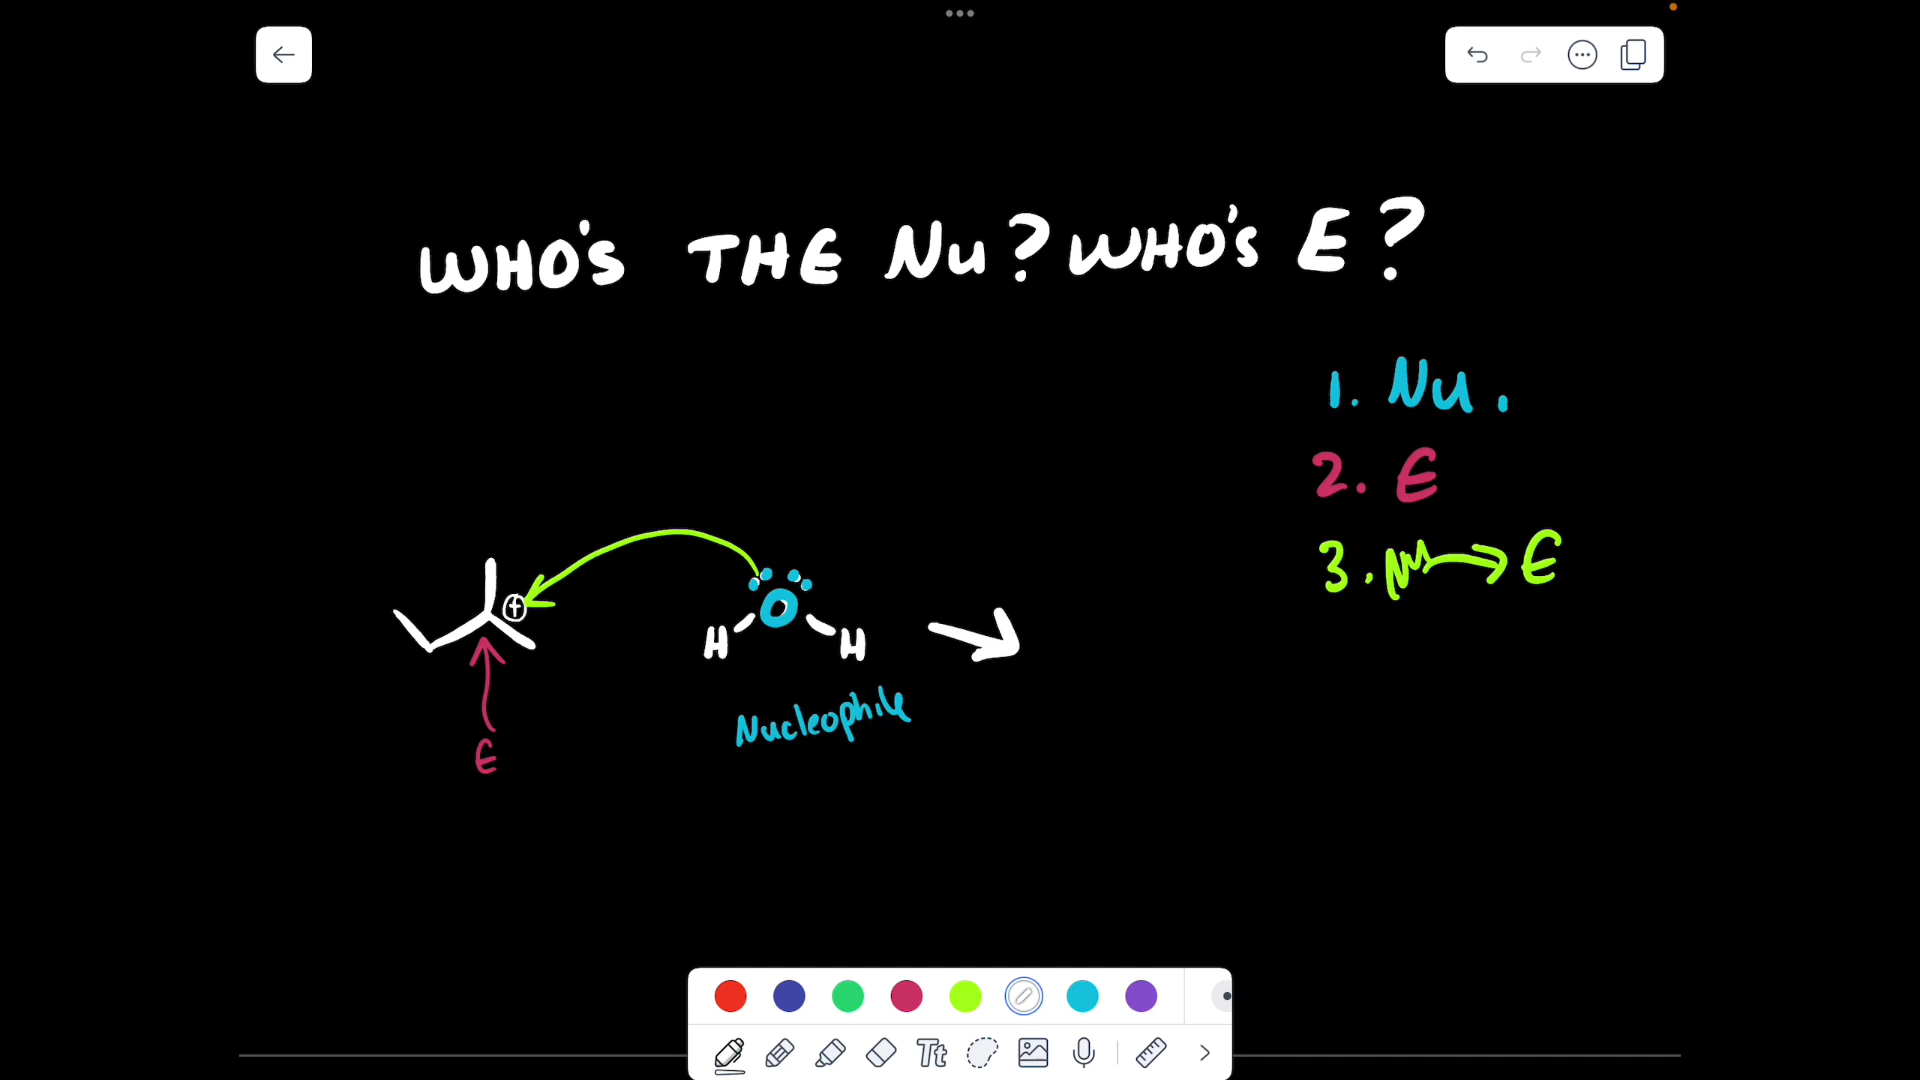 WHO'S THE Nu? WHO'S E?
1. Nu.
2. E
3. Nu → E
⊕
O
H H
Nucleophile
E
Tt